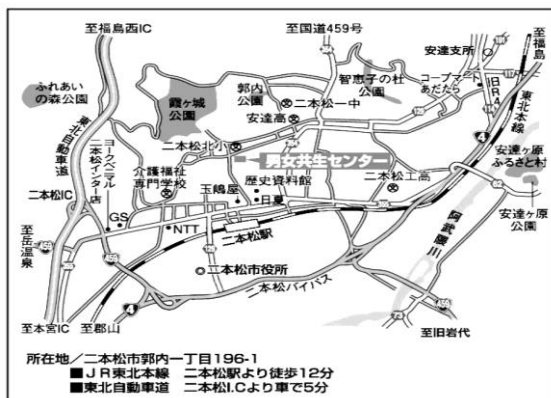 至福島西IC
至国道459号
安達支所
至福島
ふれあい
の森公園
東北自動車道
霞ヶ城
公園
郭内
公園
二本松一中
智恵子の杜
公園
コープマート
あだたら
旧R4
東北本線
安達高
4
二本松北小
男女共生センター
安達ヶ原
ふるさと村
ヨークベニマル
二本松インター店
介護福祉
専門学校
歴史資料館
二本松工高
玉嶋屋
日夏
二本松IC
GS
NTT
二本松駅
安達ヶ原
公園
阿武隈川
至岳温泉
459
459
二本松市役所
二本松バイパス
4
459
至本宮IC
至郡山
至旧岩代
所在地／二本松市郭内一丁目196-1
■JR東北本線 二本松駅より徒歩12分
■東北自動車道 二本松I.Cより車で5分